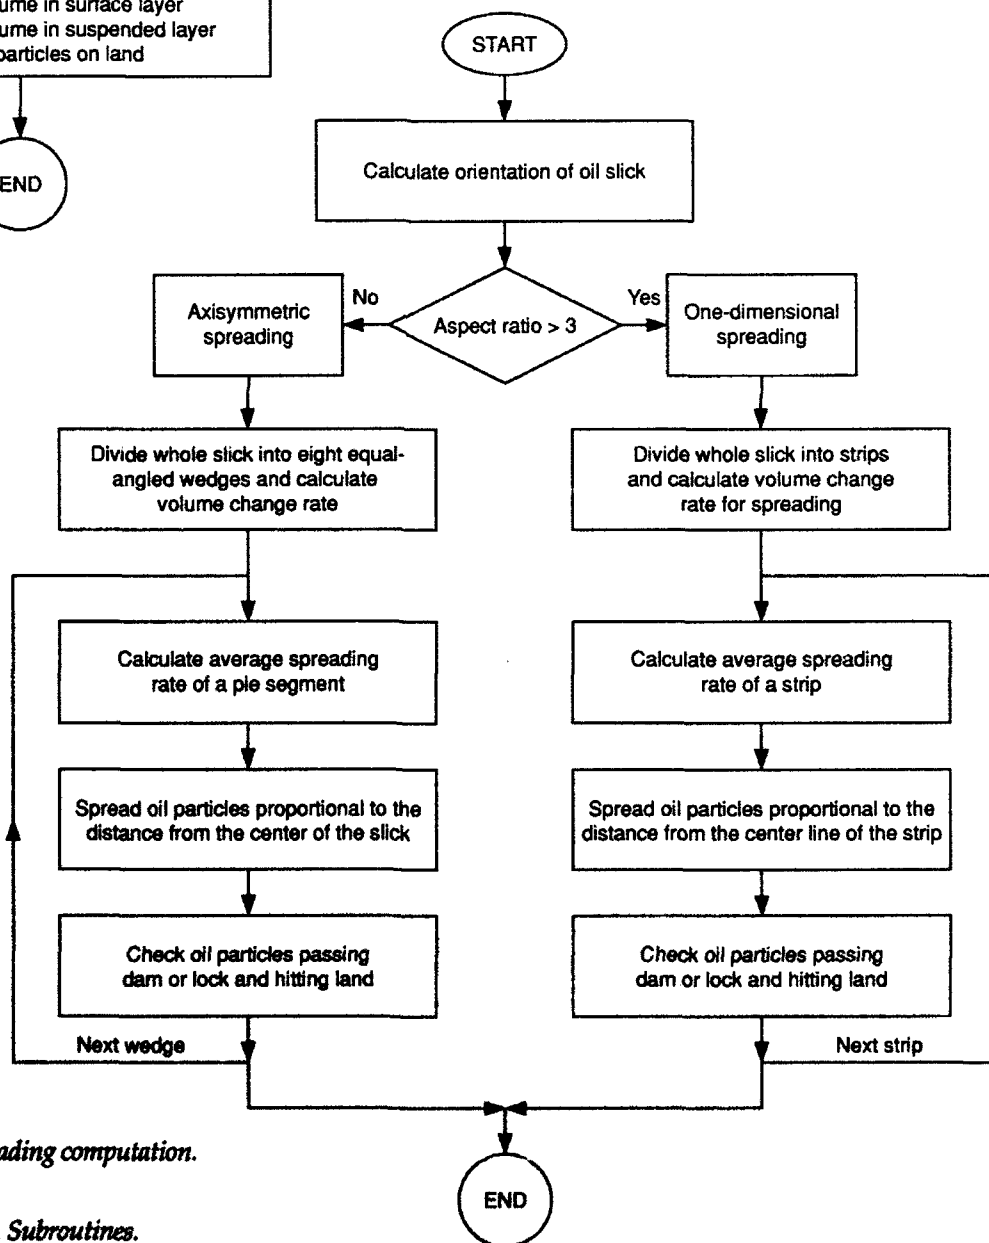 ume in surface layer
ume in suspended layer
particles on land
END
START
Calculate orientation of oil slick
Aspect ratio > 3
No
Yes
Axisymmetric
spreading
One-dimensional
spreading
Divide whole slick into eight equal-
angled wedges and calculate
volume change rate
Divide whole slick into strips
and calculate volume change
rate for spreading
Calculate average spreading
rate of a pie segment
Calculate average spreading
rate of a strip
Spread oil particles proportional to the
distance from the center of the slick
Spread oil particles proportional to the
distance from the center line of the strip
Check oil particles passing
dam or lock and hitting land
Check oil particles passing
dam or lock and hitting land
Next wedge
Next strip
END
ading computation.
Subroutines.